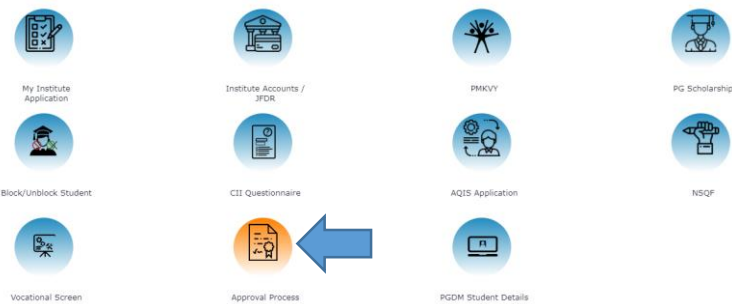 My Institute
Application
Institute Accounts /
JFDR
PMKVY
PG Scholarship
Block/Unblock Student
CII Questionnaire
AQIS Application
NSQF
Vocational Screen
Approval Process
PGDM Student Details